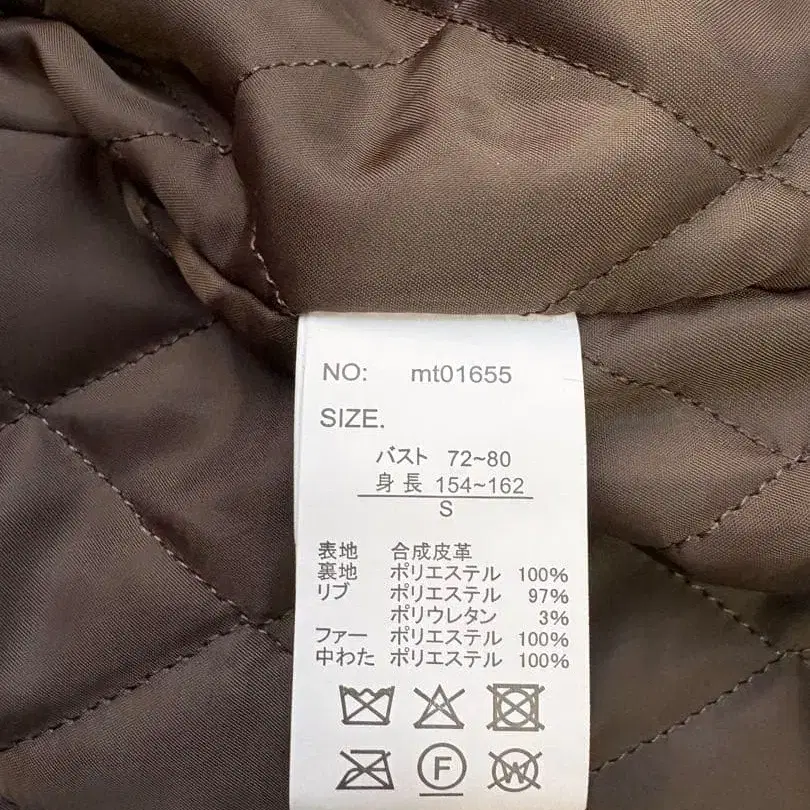 NO: mt01655
SIZE.
バスト 72~80
身長 154~162
S
表地 合成皮革
裏地 ポリエステル 100%
リブ ポリエステル 97%
ポリウレタン 3%
ファー ポリエステル 100%
中わた ポリエステル 100%
F W